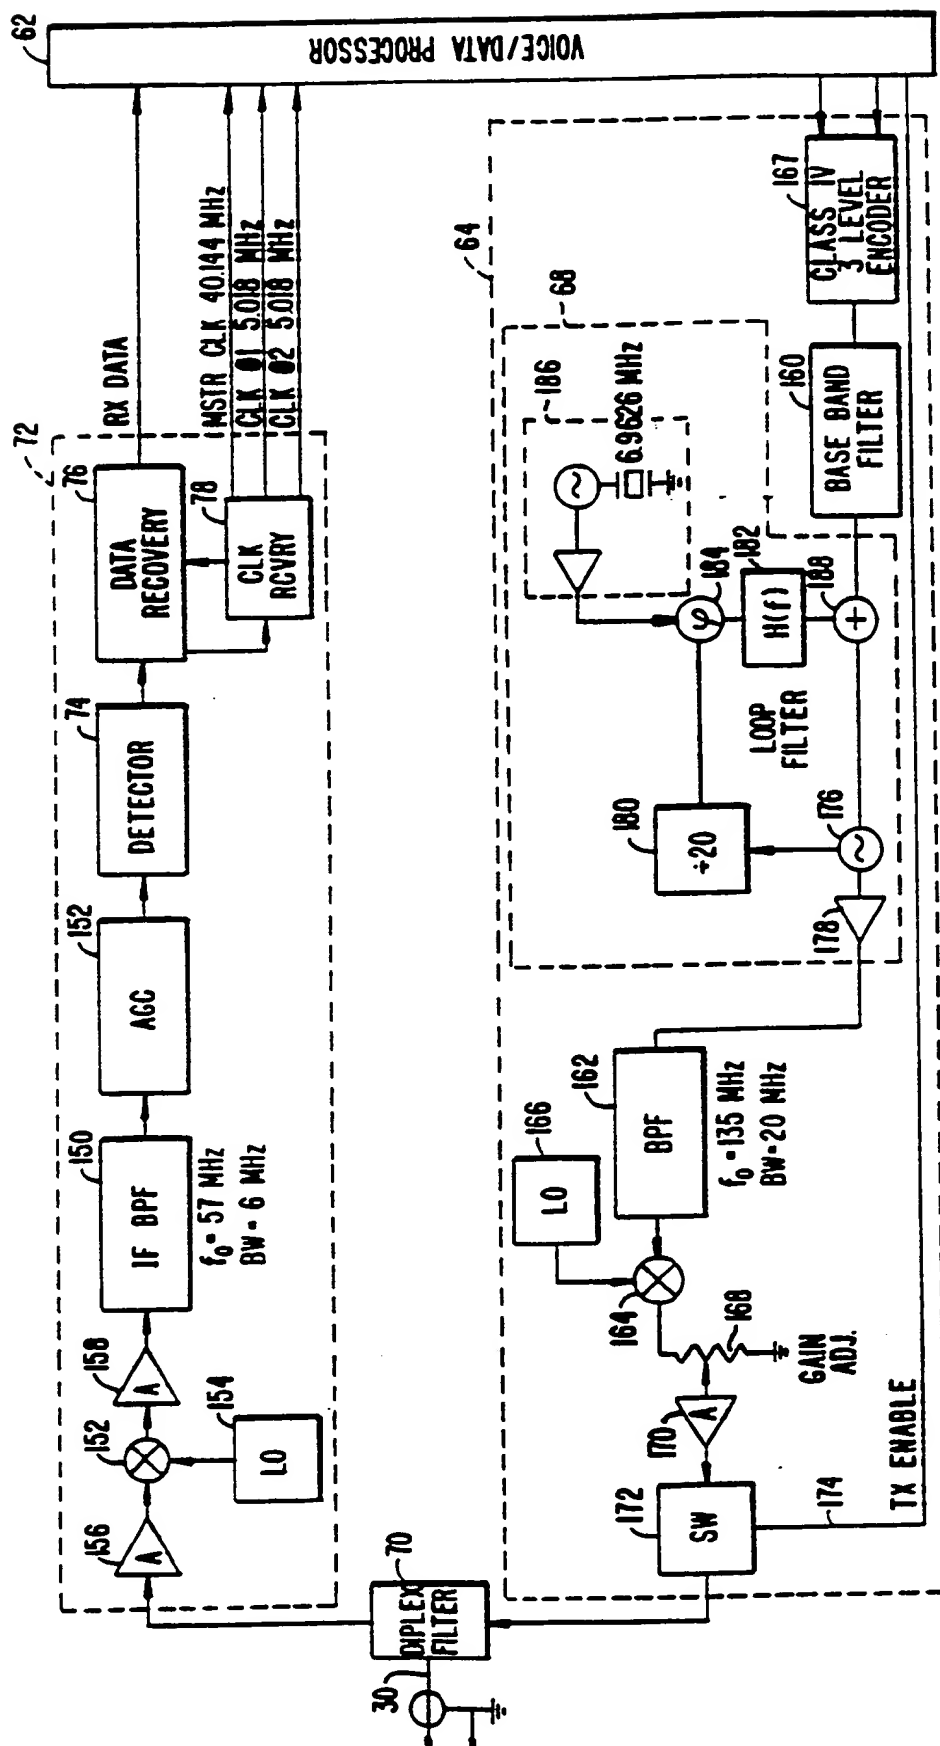 62
VOICE/DATA PROCESSOR
RX DATA
MSTR CLK 40.144 MHz
CLK Ø1 5.018 MHz
CLK Ø2 5.018 MHz
72
76
DATA
RECOVERY
78
CLK
RCVRY
74
DETECTOR
152
AGC
150
IF BPF
f0 = 57 MHz
BW = 6 MHz
158
A
152
154
LO
156
A
70
DIPLEX
FILTER
30
64
167
CLASS IV
3 LEVEL
ENCODER
68
186
6.9626 MHz
160
BASE BAND
FILTER
184
φ
182
H(f)
188
+
LOOP
FILTER
180
÷20
176
178
162
BPF
f0 = 135 MHz
BW = 20 MHz
166
LO
164
168
GAIN
ADJ.
170
A
172
SW
174
TX ENABLE